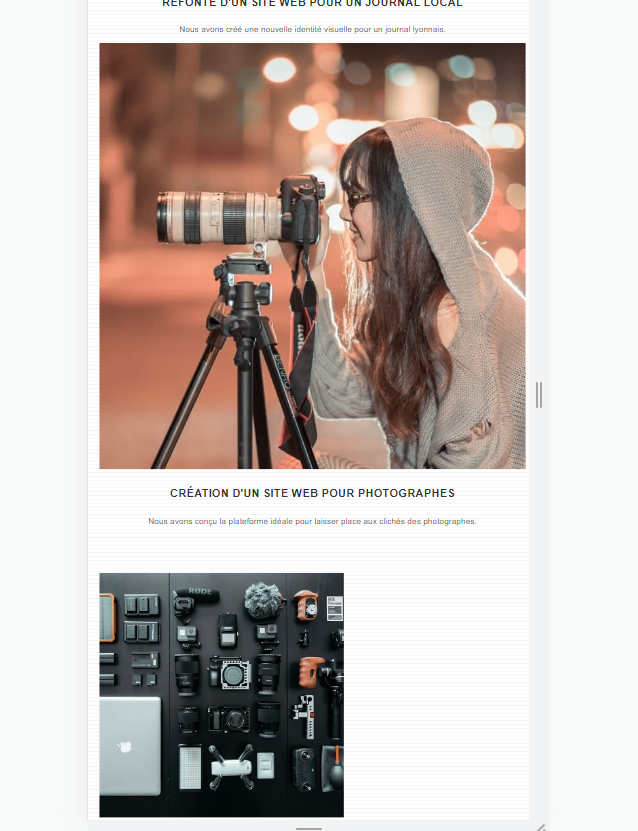 REFONTE D'UN SITE WEB POUR UN JOURNAL LOCAL
Nous avons créé une nouvelle identité visuelle pour un journal lyonnais.
CRÉATION D'UN SITE WEB POUR PHOTOGRAPHES
Nous avons conçu la plateforme idéale pour laisser place aux clichés des photographes.
RODE